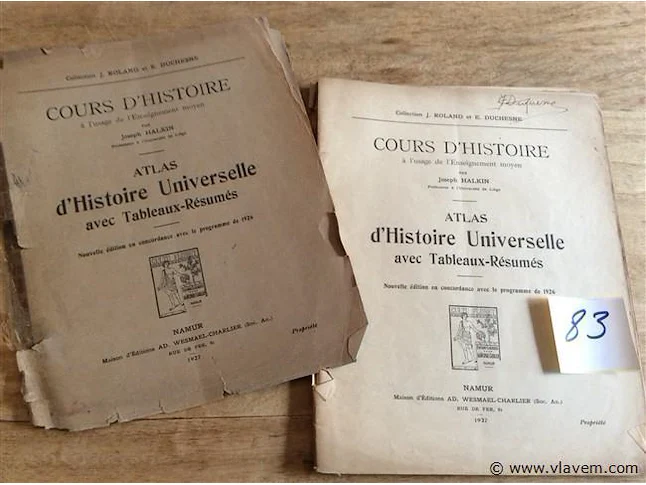 Collection J. ROLAND et E. DUCHESNE
COURS D'HISTOIRE
à l'usage de l'Enseignement moyen
PAR
Joseph HALKIN
Professeur à l'Université de Liége
ATLAS
d'Histoire Universelle
avec Tableaux-Résumés
Nouvelle édition en concordance avec le programme de 1926
NAMUR
Maison d'Éditions AD. WESMAEL-CHARLIER (Soc. An.)
RUE DE FER, 81
1927
Propriété
Collection J. ROLAND et E. DUCHESNE
COURS D'HISTOIRE
à l'usage de l'Enseignement moyen
PAR
Joseph HALKIN
Professeur à l'Université de Liége
ATLAS
d'Histoire Universelle
avec Tableaux-Résumés
Nouvelle édition en concordance avec le programme de 1926
83
NAMUR
Maison d'Éditions AD. WESMAEL-CHARLIER (Soc. An.)
RUE DE FER, 81
1927
Propriété
© www.vlavem.com